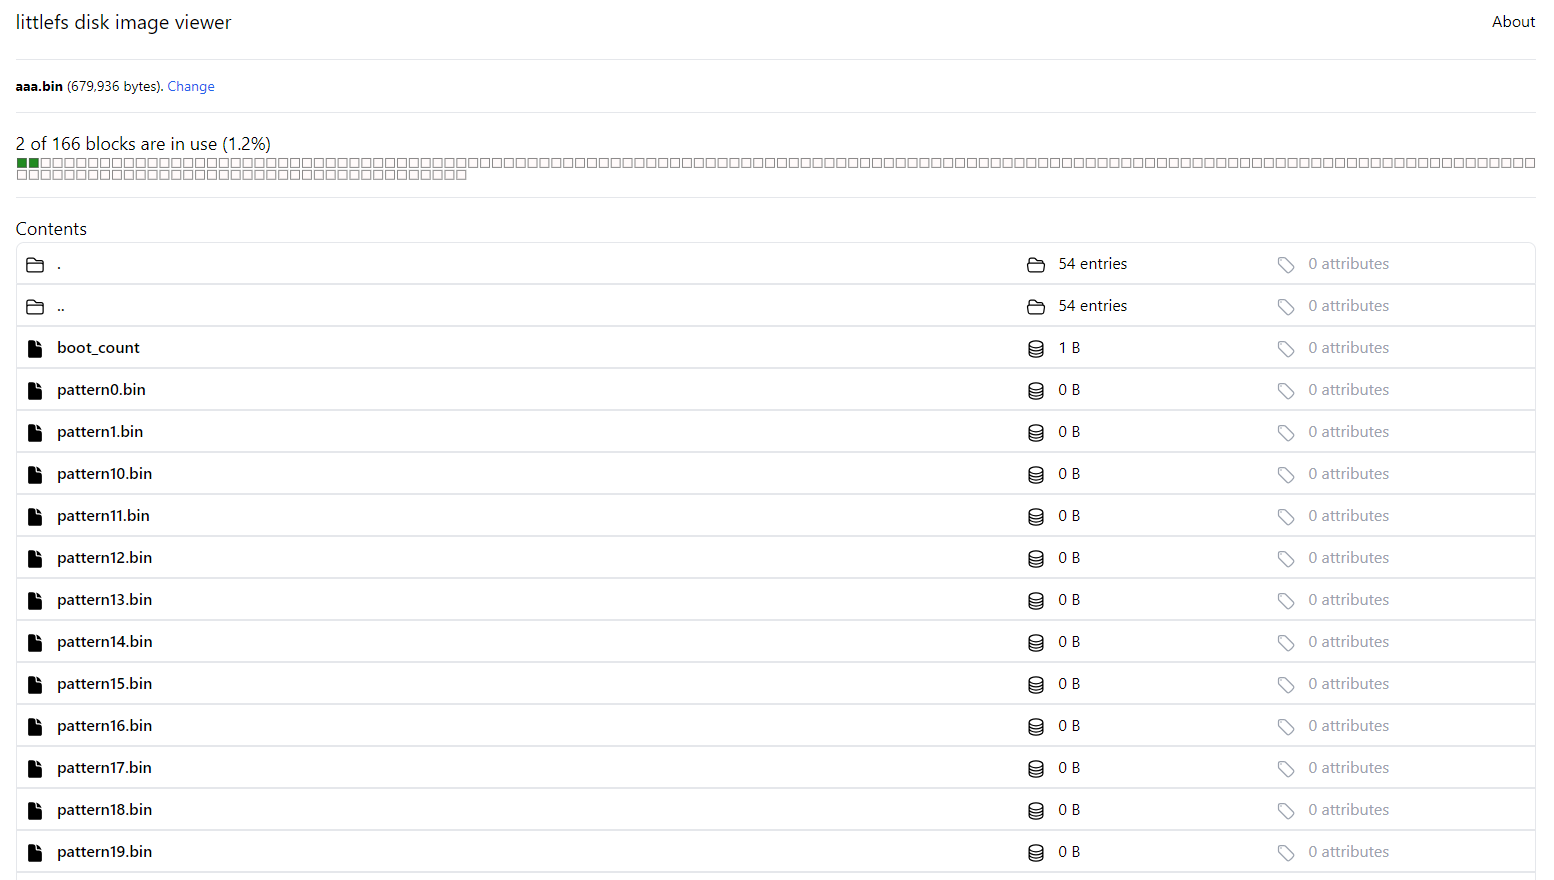 littlefs disk image viewer About
aaa.bin (679,936 bytes). Change
2 of 166 blocks are in use (1.2%)
Contents
. 54 entries 0 attributes
.. 54 entries 0 attributes
boot_count 1 B 0 attributes
pattern0.bin 0 B 0 attributes
pattern1.bin 0 B 0 attributes
pattern10.bin 0 B 0 attributes
pattern11.bin 0 B 0 attributes
pattern12.bin 0 B 0 attributes
pattern13.bin 0 B 0 attributes
pattern14.bin 0 B 0 attributes
pattern15.bin 0 B 0 attributes
pattern16.bin 0 B 0 attributes
pattern17.bin 0 B 0 attributes
pattern18.bin 0 B 0 attributes
pattern19.bin 0 B 0 attributes